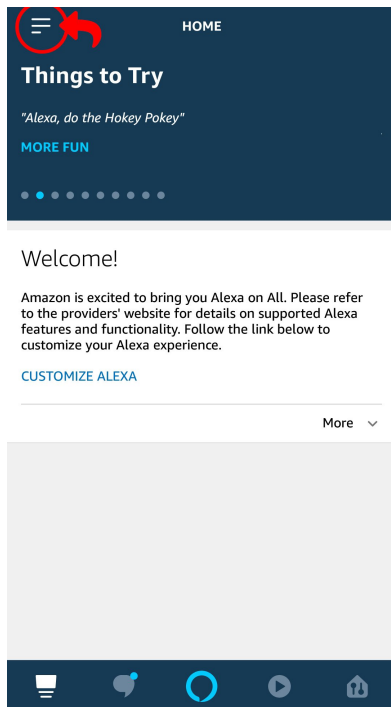 HOME
Things to Try
"Alexa, do the Hokey Pokey"
MORE FUN
Welcome!
Amazon is excited to bring you Alexa on All. Please refer
to the providers' website for details on supported Alexa
features and functionality. Follow the link below to
customize your Alexa experience.
CUSTOMIZE ALEXA
More